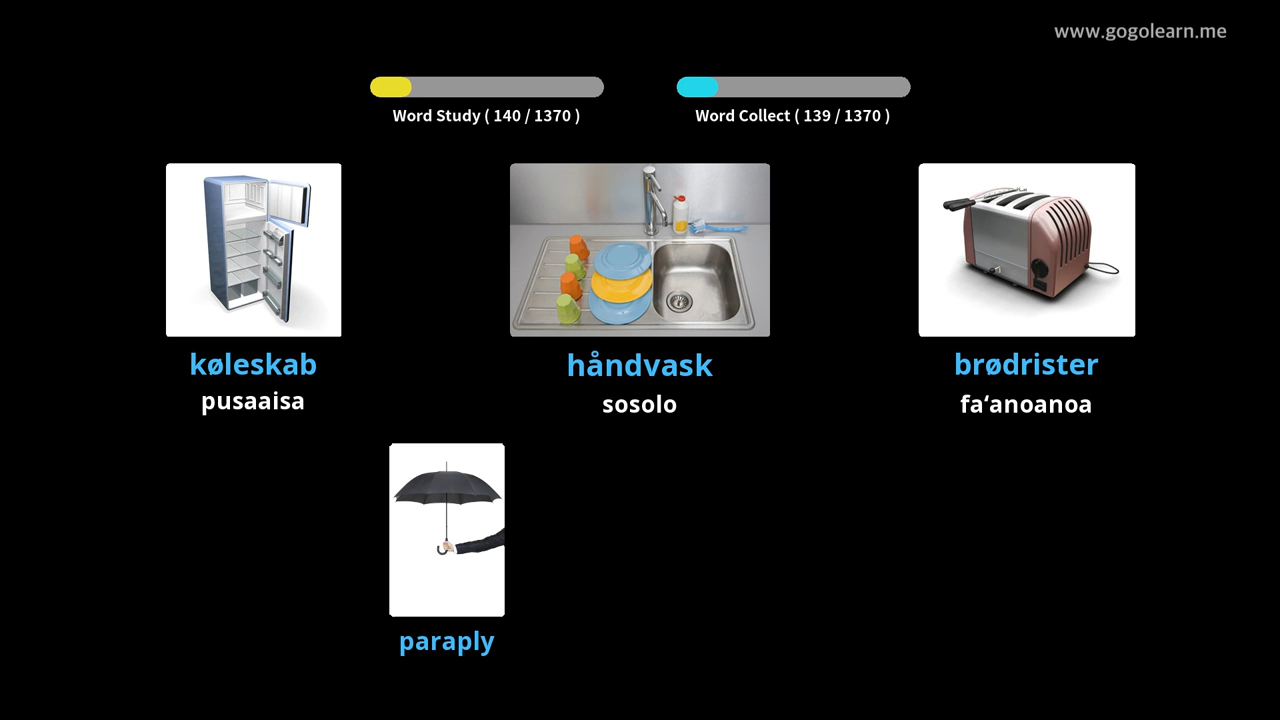 www.gogolearn.me
Word Study ( 140 / 1370 )
Word Collect ( 139 / 1370 )
køleskab
pusaaisa
håndvask
sosolo
brødrister
fa‘anoanoa
paraply